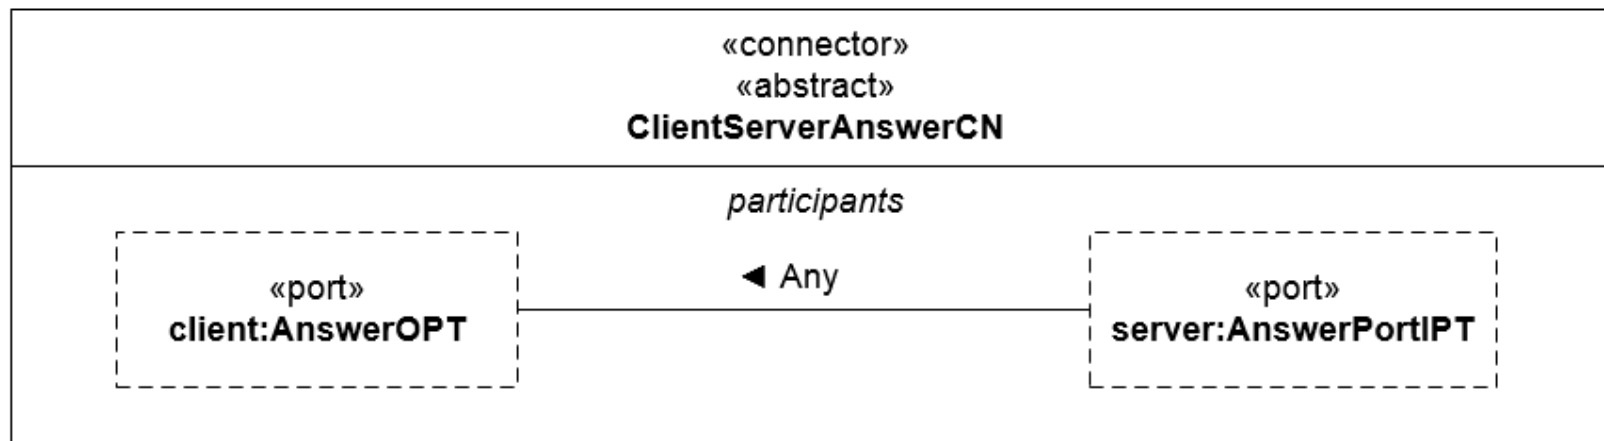 «connector»
«abstract»
ClientServerAnswerCN
participants
◄ Any
«port»
client:AnswerOPT
«port»
server:AnswerPortIPT